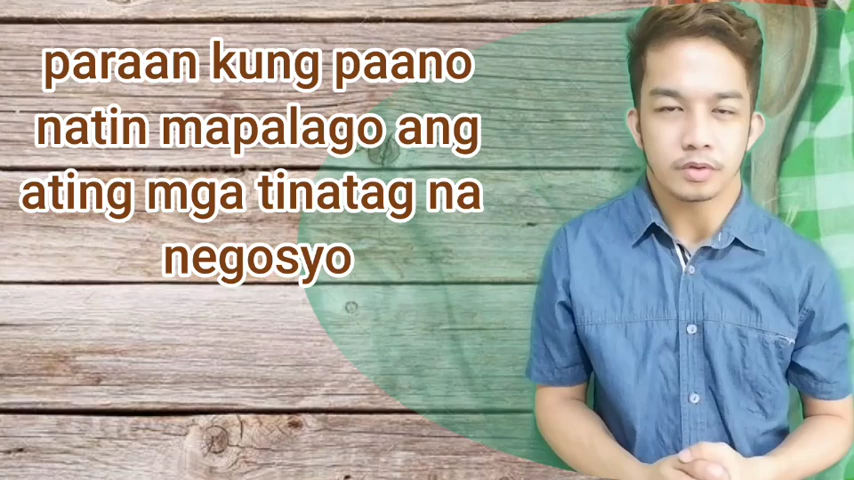 paraan kung paano
natin mapalago ang
ating mga tinatag na
negosyo